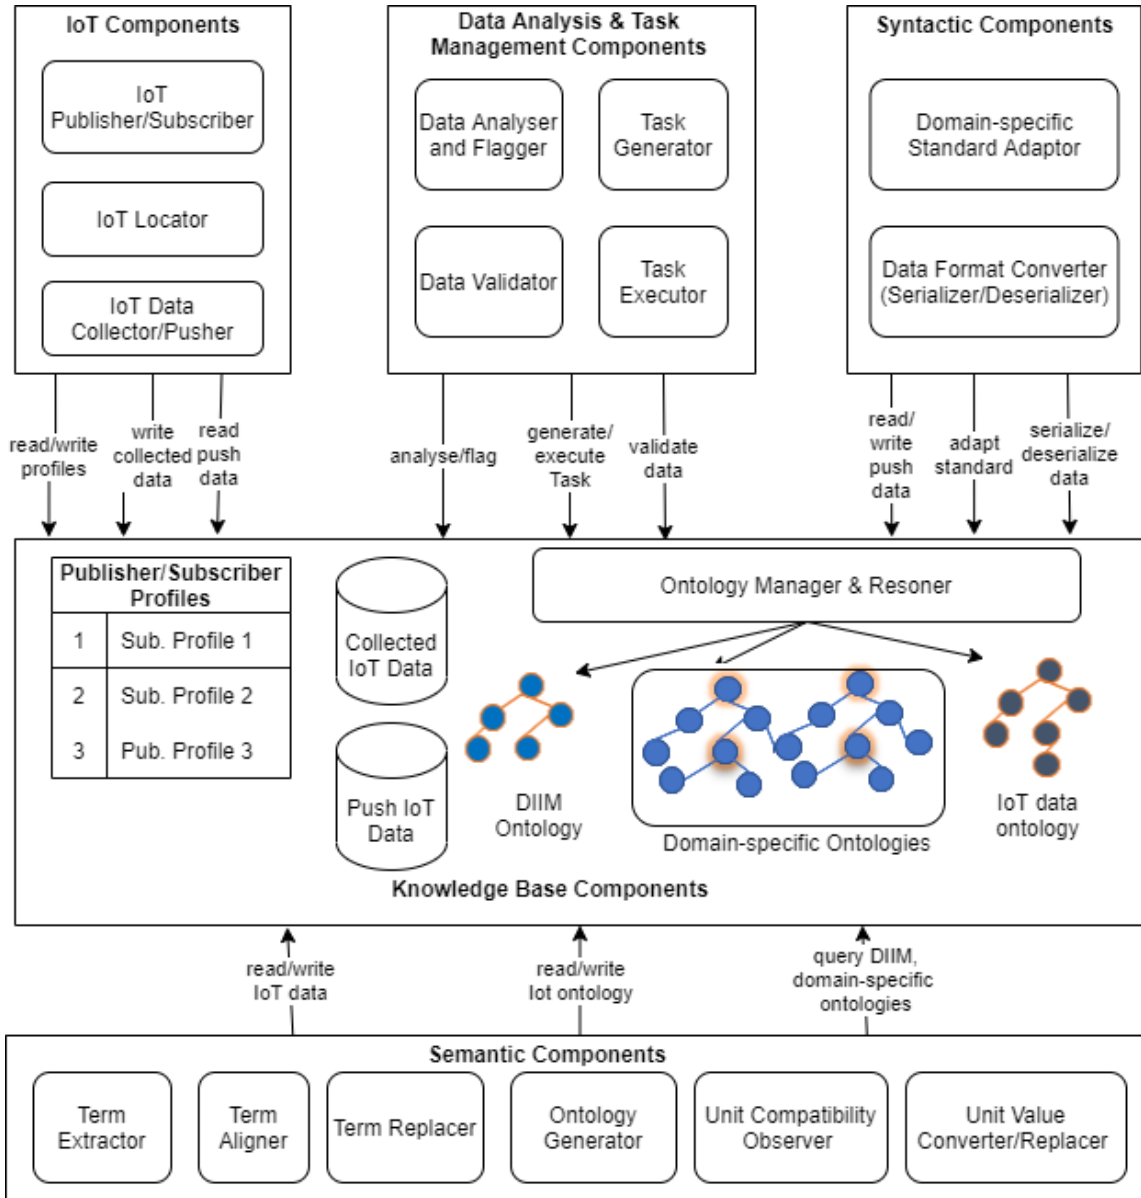 IoT Components
IoT
Publisher/Subscriber
IoT Locator
IoT Data
Collector/Pusher
Data Analysis & Task
Management Components
Data Analyser
and Flagger
Task
Generator
Data Validator
Task
Executor
Syntactic Components
Domain-specific
Standard Adaptor
Data Format Converter
(Serializer/Deserializer)
read/write
profiles
write
collected
data
read
push
data
analyse/flag
generate/
execute
Task
validate
data
read/
write
push
data
adapt
standard
serialize/
deserialize
data
Publisher/Subscriber
Profiles
1 Sub. Profile 1
2 Sub. Profile 2
3 Pub. Profile 3
Collected
IoT Data
Push IoT
Data
Ontology Manager & Resoner
DIIM
Ontology
Domain-specific Ontologies
IoT data
ontology
Knowledge Base Components
read/write
IoT data
read/write
Iot ontology
query DIIM,
domain-specific
ontologies
Semantic Components
Term
Extractor
Term
Aligner
Term Replacer
Ontology
Generator
Unit Compatibility
Observer
Unit Value
Converter/Replacer